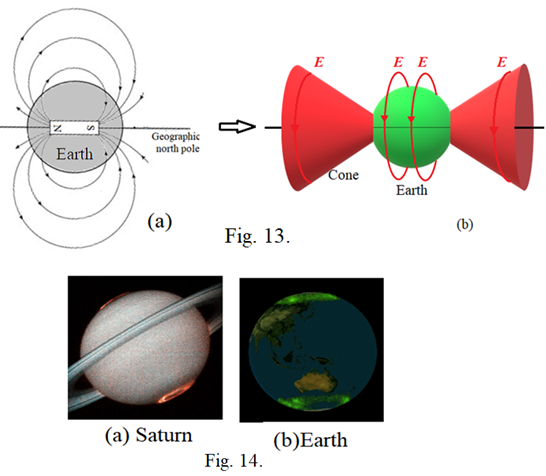 E E E E
N S
Geographic
north pole
Earth
Cone
Earth
(a)
(b)
Fig. 13.
(a) Saturn
(b)Earth
Fig. 14.